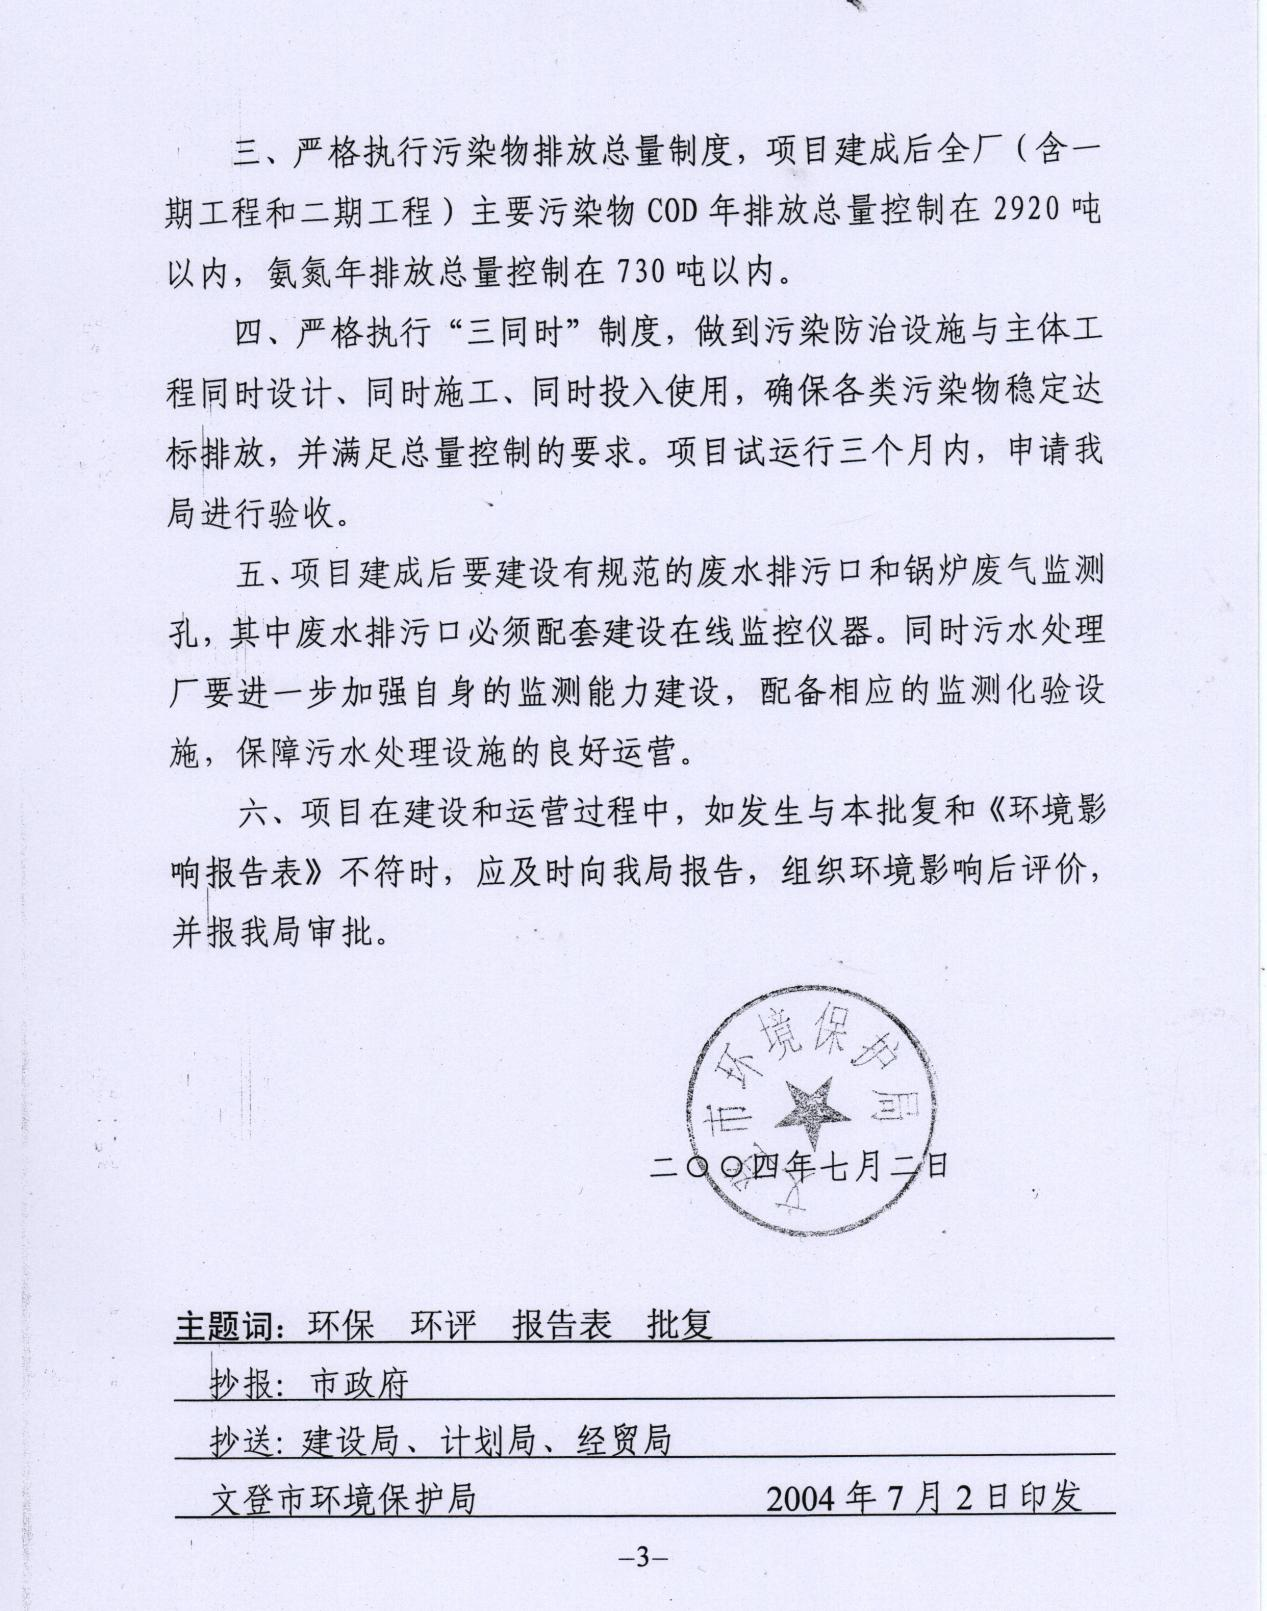 三、严格执行污染物排放总量制度，项目建成后全厂（含一
期工程和二期工程）主要污染物 COD 年排放总量控制在 2920 吨
以内，氨氮年排放总量控制在 730 吨以内。
四、严格执行“三同时”制度，做到污染防治设施与主体工
程同时设计、同时施工、同时投入使用，确保各类污染物稳定达
标排放，并满足总量控制的要求。项目试运行三个月内，申请我
局进行验收。
五、项目建成后要建设有规范的废水排污口和锅炉废气监测
孔，其中废水排污口必须配套建设在线监控仪器。同时污水处理
厂要进一步加强自身的监测能力建设，配备相应的监测化验设
施，保障污水处理设施的良好运营。
六、项目在建设和运营过程中，如发生与本批复和《环境影
响报告表》不符时，应及时向我局报告，组织环境影响后评价，
并报我局审批。
文登市环境保护局
二〇〇四年七月二日
主题词：环保 环评 报告表 批复
抄报：市政府
抄送：建设局、计划局、经贸局
文登市环境保护局 2004 年 7 月 2 日印发
—3—